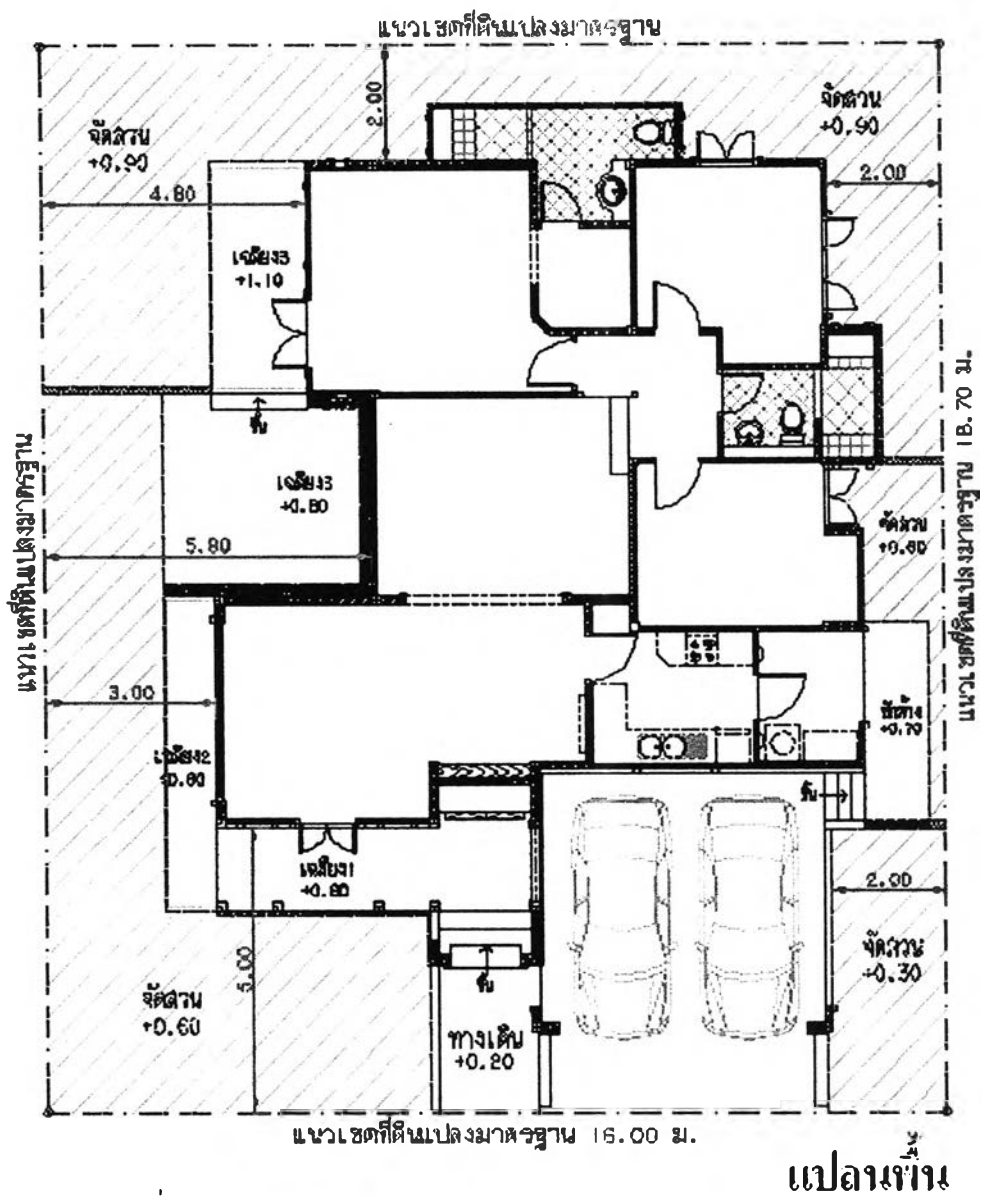 แนวเขตที่ดินแปลงมาตรฐาน
2.00
จัดสวน
+0.90
จัดสวน
+0.90
4.80
2.00
เฉลียง3
+1.10
ขึ้น
แนวเขตที่ดินแปลงมาตรฐาน
แนวเขตที่ดินแปลงมาตรฐาน 18.70 ม.
เฉลียง3
+0.80
จัดสวน
+0.60
5.80
3.00
เฉลียง2
+0.80
ซักล้าง
+0.70
ขึ้น
เฉลียง1
+0.80
2.00
5.00
จัดสวน
+0.30
ขึ้น
จัดสวน
+0.60
ทางเดิน
+0.20
แนวเขตที่ดินแปลงมาตรฐาน 16.00 ม.
แปลนพื้น